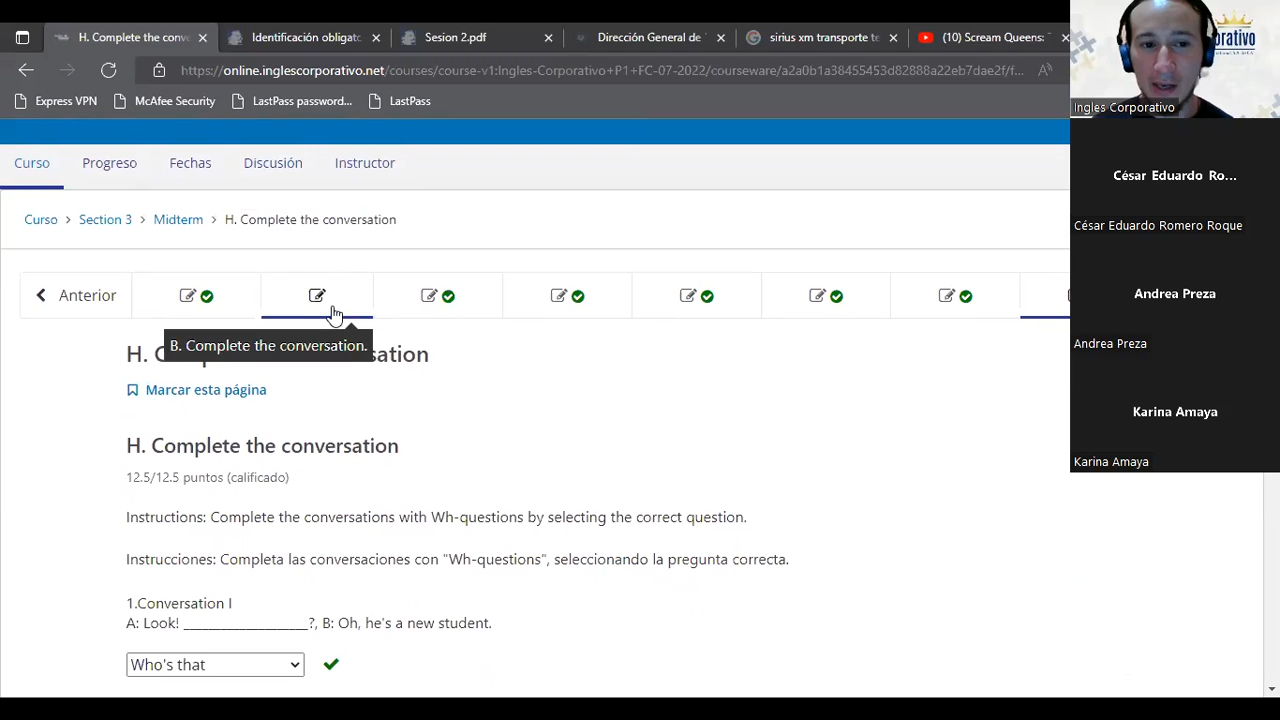 H. Complete the conv
Identificación obligato
Sesion 2.pdf
Dirección General de
sirius xm transporte te
(10) Scream Queens:
https://online.inglescorporativo.net/courses/course-v1:Ingles-Corporativo+P1+FC-07-2022/courseware/a2a0b1a38455453d82888a22eb7dae2f/f...
Express VPN
McAfee Security
LastPass password...
LastPass
orativo
Ingles Corporativo
Curso
Progreso
Fechas
Discusión
Instructor
César Eduardo Ro...
César Eduardo Romero Roque
Curso > Section 3 > Midterm > H. Complete the conversation
Anterior
Andrea Preza
Andrea Preza
B. Complete the conversation.
H. C sation
Marcar esta página
Karina Amaya
Karina Amaya
H. Complete the conversation
12.5/12.5 puntos (calificado)
Instructions: Complete the conversations with Wh-questions by selecting the correct question.
Instrucciones: Completa las conversaciones con "Wh-questions", seleccionando la pregunta correcta.
1.Conversation I
A: Look! ____________________?, B: Oh, he's a new student.
Who's that